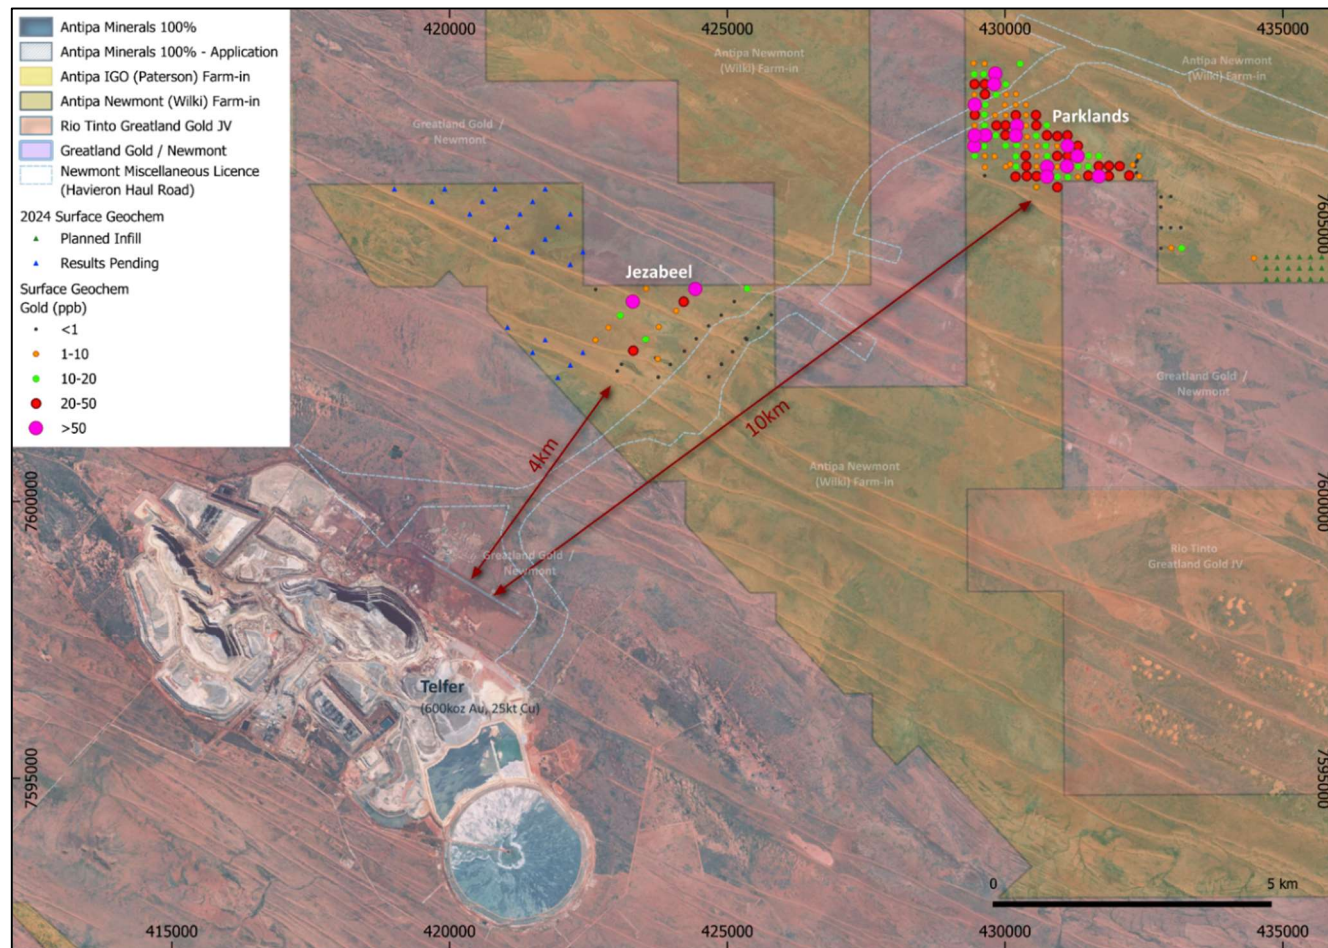 Antipa Minerals 100%
Antipa Minerals 100% - Application
Antipa IGO (Paterson) Farm-in
Antipa Newmont (Wilki) Farm-in
Rio Tinto Greatland Gold JV
Greatland Gold / Newmont
Newmont Miscellaneous Licence
(Havieron Haul Road)
2024 Surface Geochem
Planned Infill
Results Pending
Surface Geochem
Gold (ppb)
<1
1-10
10-20
20-50
>50
420000
425000
430000
435000
Antipa Newmont
(Wilki) Farm-in
Antipa Newmont
(Wilki) Farm-in
Greatland Gold /
Newmont
Parklands
7605000
7605000
Jezabeel
Greatland Gold /
Newmont
4km
10km
Antipa Newmont
(Wilki) Farm-in
7600000
7600000
Greatland Gold /
Newmont
Rio Tinto
Greatland Gold JV
Telfer
(600koz Au, 25kt Cu)
7595000
7595000
0
5 km
415000
420000
425000
430000
435000